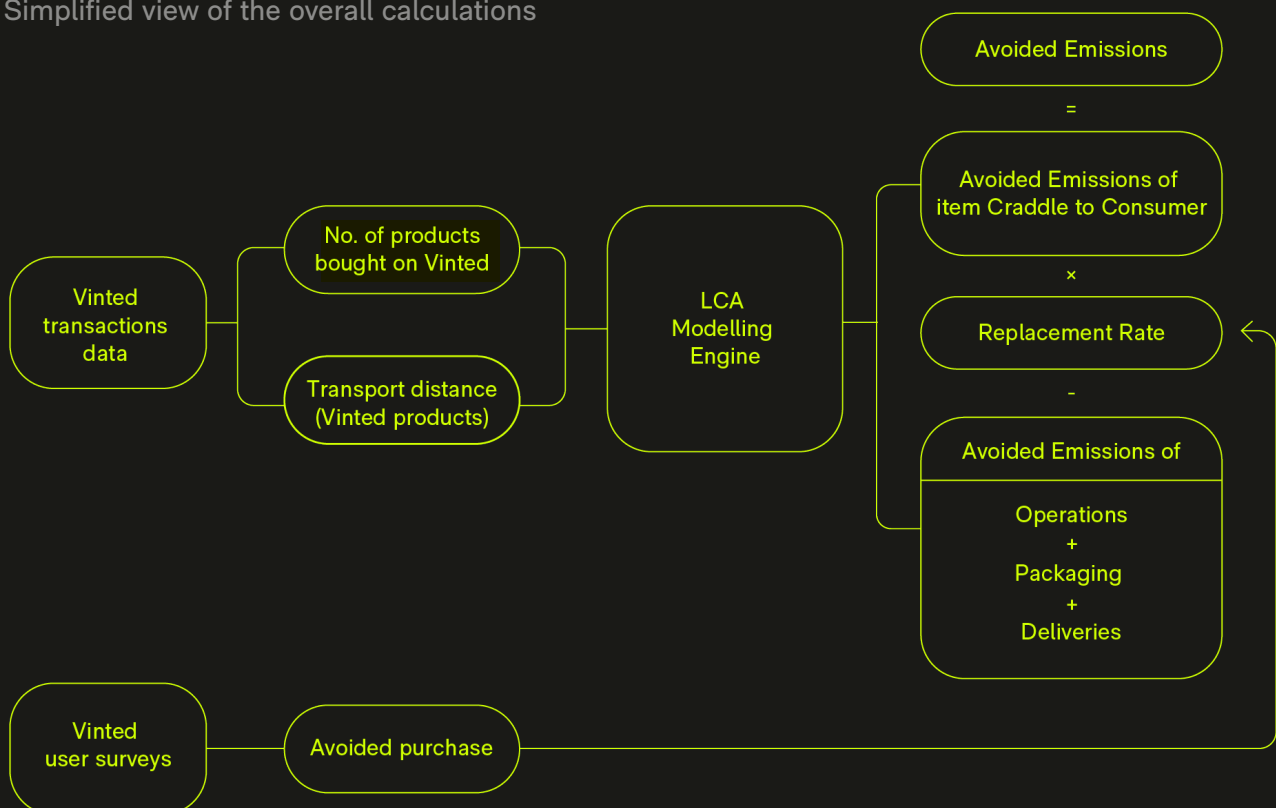 Simplified view of the overall calculations
Vinted
transactions
data
No. of products
bought on Vinted
Transport distance
(Vinted products)
LCA
Modelling
Engine
Avoided Emissions
=
Avoided Emissions of
item Craddle to Consumer
×
Replacement Rate
-
Avoided Emissions of
Operations
+
Packaging
+
Deliveries
Vinted
user surveys
Avoided purchase